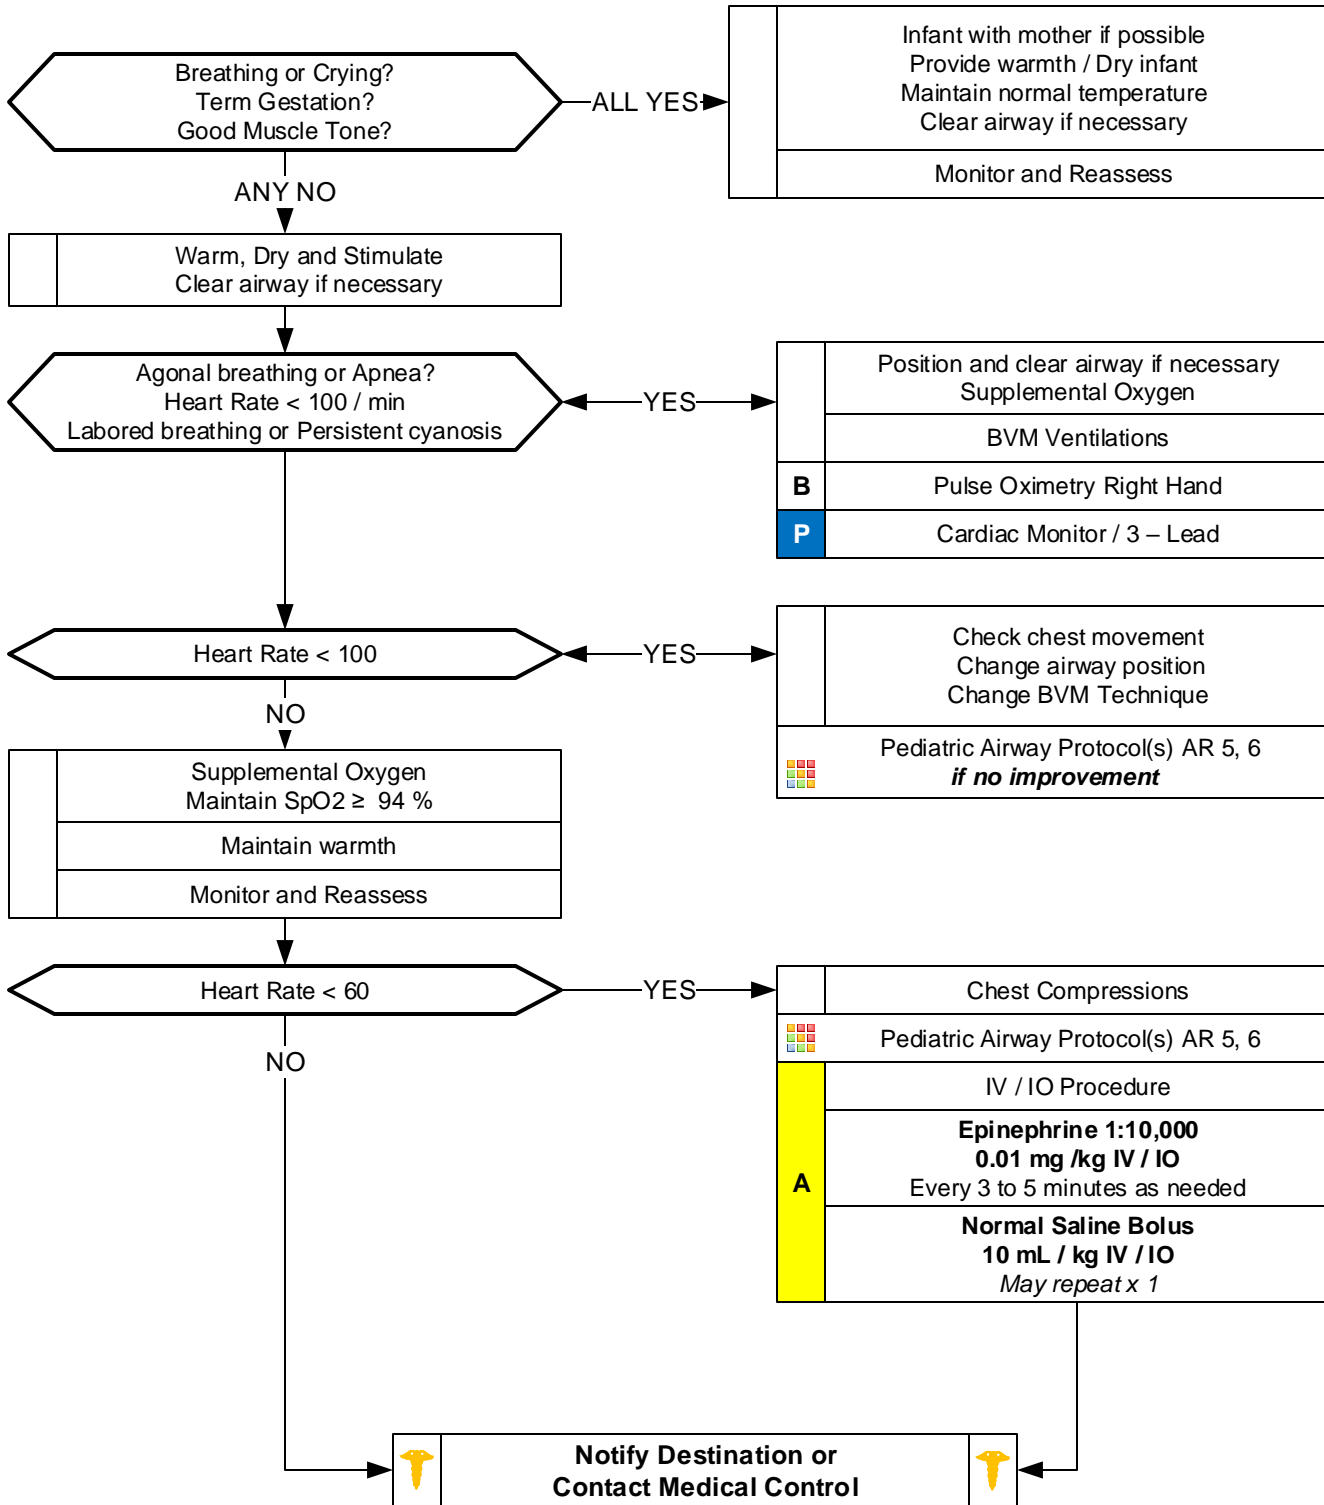 Breathing or Crying?
Term Gestation?
Good Muscle Tone?
ALL YES
Infant with mother if possible
Provide warmth / Dry infant
Maintain normal temperature
Clear airway if necessary
Monitor and Reassess
ANY NO
Warm, Dry and Stimulate
Clear airway if necessary
Agonal breathing or Apnea?
Heart Rate < 100 / min
Labored breathing or Persistent cyanosis
YES
Position and clear airway if necessary
Supplemental Oxygen
BVM Ventilations
B
Pulse Oximetry Right Hand
P
Cardiac Monitor / 3 – Lead
Heart Rate < 100
YES
Check chest movement
Change airway position
Change BVM Technique
Pediatric Airway Protocol(s) AR 5, 6
if no improvement
NO
Supplemental Oxygen
Maintain SpO2 ≥ 94 %
Maintain warmth
Monitor and Reassess
Heart Rate < 60
YES
Chest Compressions
Pediatric Airway Protocol(s) AR 5, 6
A
IV / IO Procedure
Epinephrine 1:10,000
0.01 mg /kg IV / IO
Every 3 to 5 minutes as needed
Normal Saline Bolus
10 mL / kg IV / IO
May repeat x 1
NO
Notify Destination or
Contact Medical Control